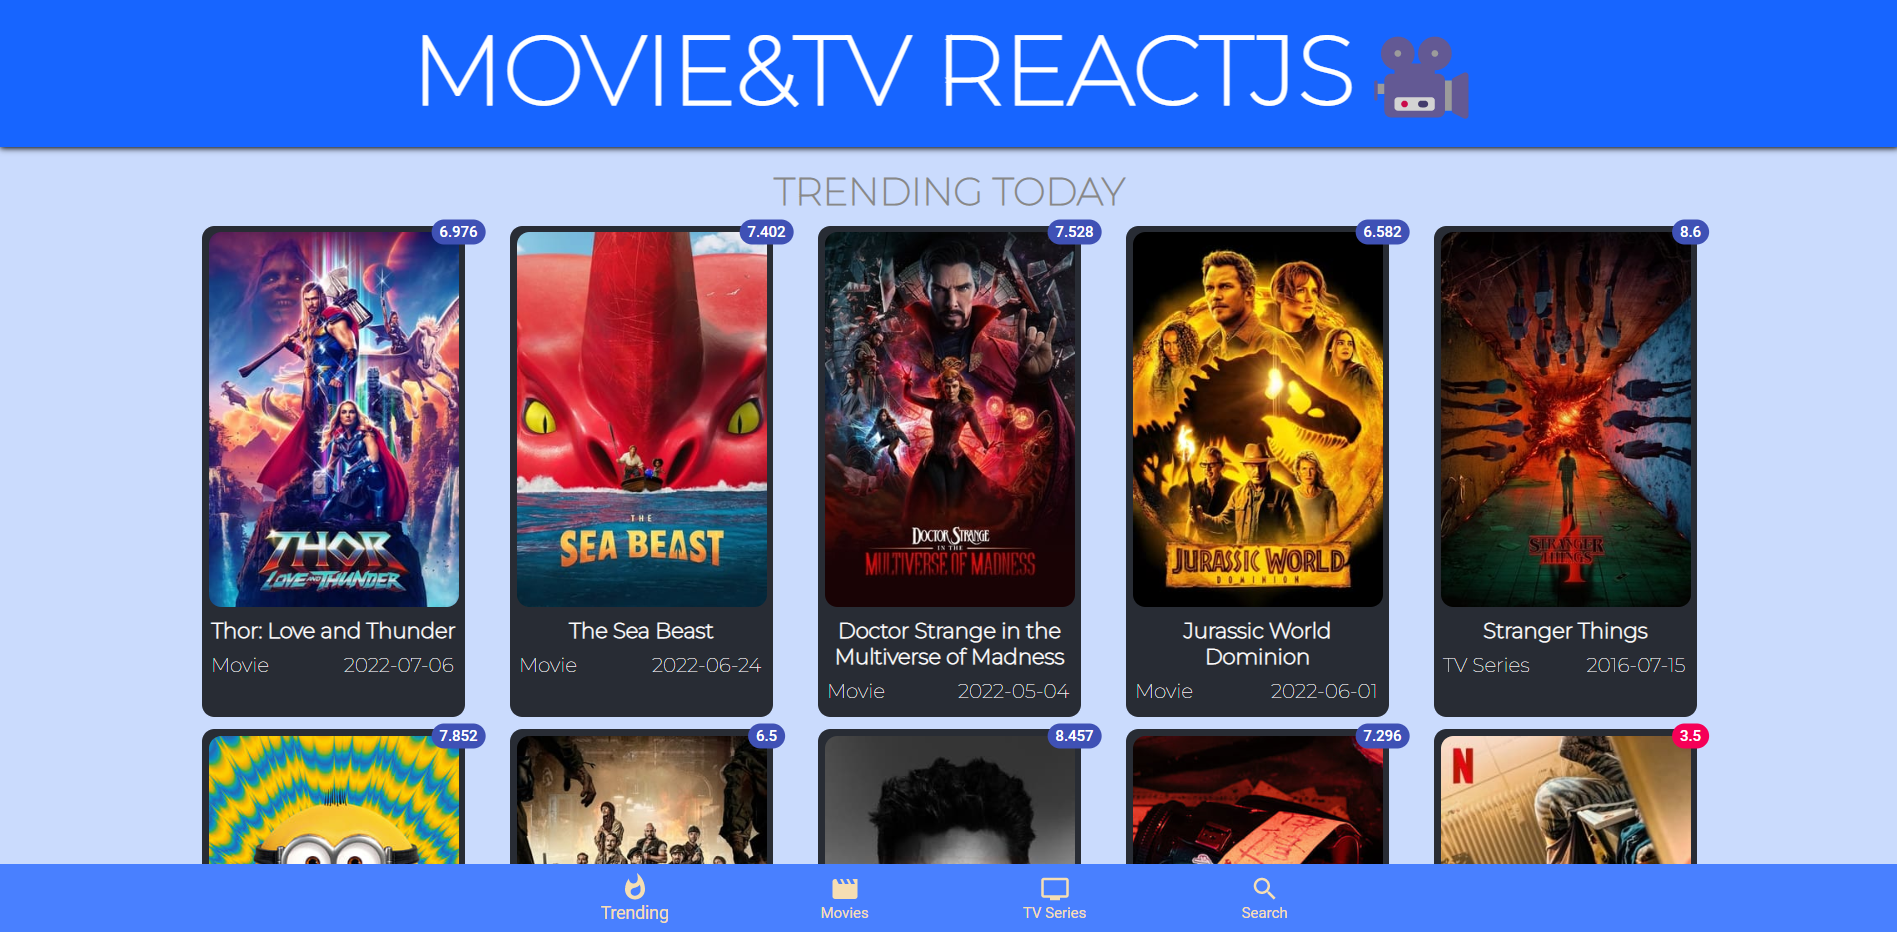 MOVIE&TV REACTJS
TRENDING TODAY
6.976
7.402
7.528
6.582
8.6
THOR
LOVE AND THUNDER
THE
SEA BEAST
DOCTOR STRANGE
IN THE
MULTIVERSE OF MADNESS
JURASSIC WORLD
DOMINION
STRANGER
THINGS
4
Thor: Love and Thunder
Movie 2022-07-06
The Sea Beast
Movie 2022-06-24
Doctor Strange in the
Multiverse of Madness
Movie 2022-05-04
Jurassic World
Dominion
Movie 2022-06-01
Stranger Things
TV Series 2016-07-15
7.852
6.5
8.457
7.296
3.5
N
Trending
Movies
TV Series
Search